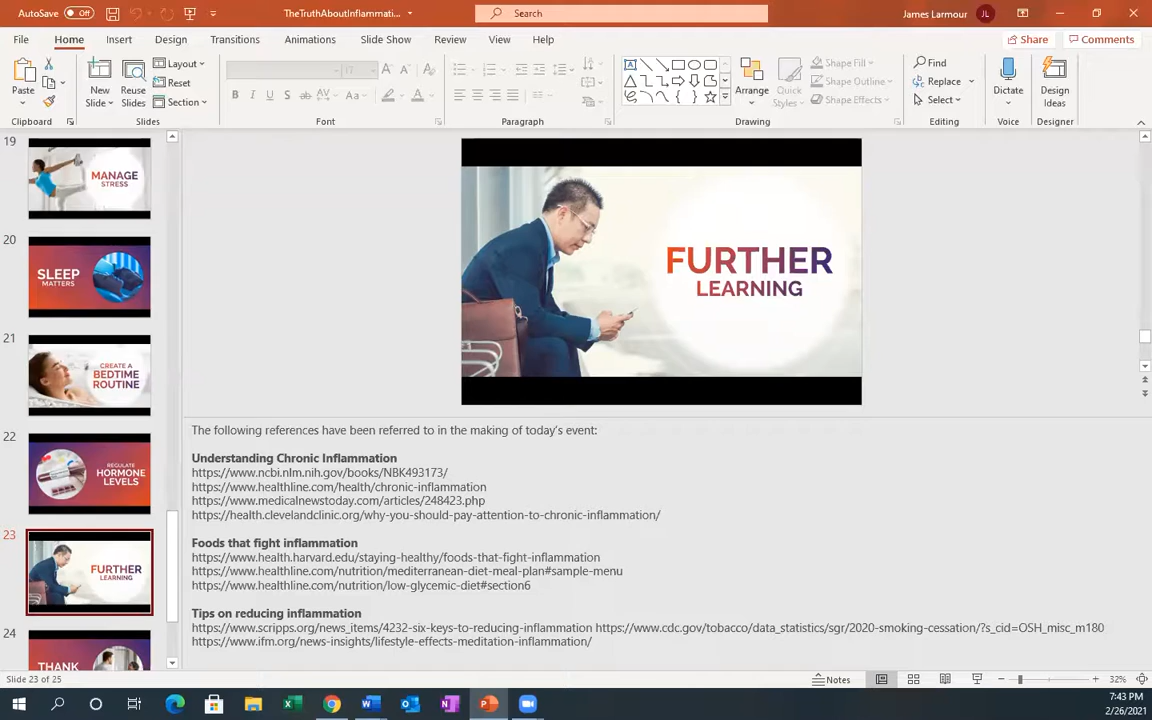 AutoSave Off
TheTruthAboutInflammati...
Search
James Larmour JL
File Home Insert Design Transitions Animations Slide Show Review View Help
Share Comments
Paste
Clipboard
New
Slide
Reuse
Slides
Layout
Reset
Section
Slides
Font
Paragraph
Arrange
Quick
Styles
Shape Fill
Shape Outline
Shape Effects
Drawing
Find
Replace
Select
Editing
Dictate
Voice
Design
Ideas
Designer
19
MANAGE
STRESS
20
SLEEP
MATTERS
21
CREATE A
BEDTIME
ROUTINE
22
REGULATE
HORMONE
LEVELS
23
FURTHER
LEARNING
24
THANK
FURTHER
LEARNING
The following references have been referred to in the making of today's event:
Understanding Chronic Inflammation
https://www.ncbi.nlm.nih.gov/books/NBK493173/
https://www.healthline.com/health/chronic-inflammation
https://www.medicalnewstoday.com/articles/248423.php
https://health.clevelandclinic.org/why-you-should-pay-attention-to-chronic-inflammation/
Foods that fight inflammation
https://www.health.harvard.edu/staying-healthy/foods-that-fight-inflammation
https://www.healthline.com/nutrition/mediterranean-diet-meal-plan#sample-menu
https://www.healthline.com/nutrition/low-glycemic-diet#section6
Tips on reducing inflammation
https://www.scripps.org/news_items/4232-six-keys-to-reducing-inflammation https://www.cdc.gov/tobacco/data_statistics/sgr/2020-smoking-cessation/?s_cid=OSH_misc_m180
https://www.ifm.org/news-insights/lifestyle-effects-meditation-inflammation/
Slide 23 of 25
Notes
32%
7:43 PM
2/26/2021